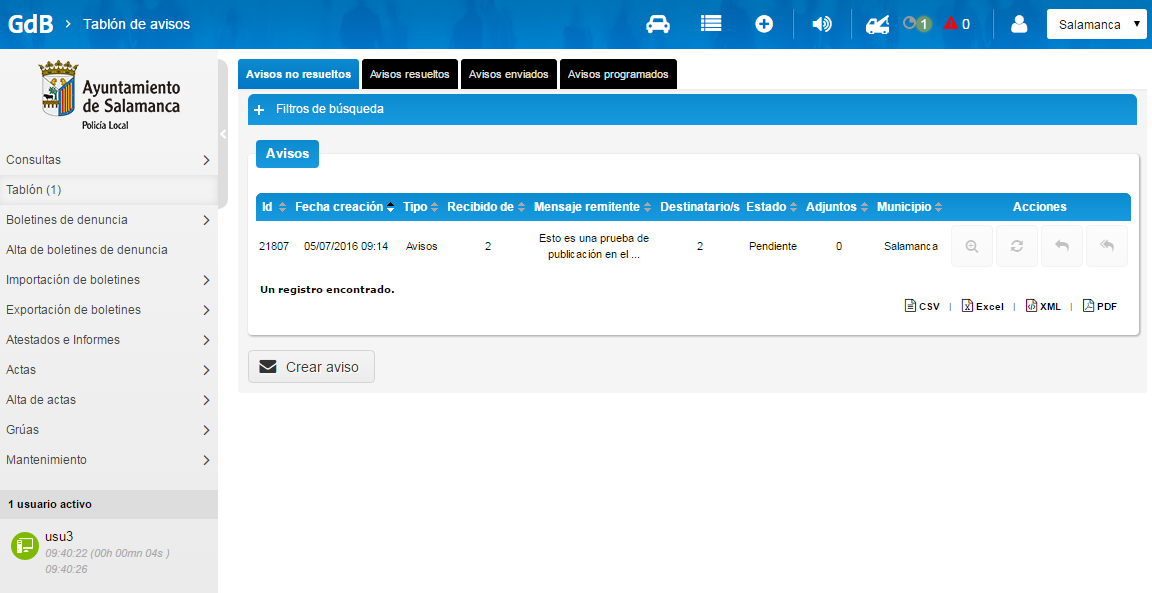 GdB > Tablón de avisos
1
0
Salamanca
Ayuntamiento
de Salamanca
Policía Local
Consultas
Tablón (1)
Boletines de denuncia
Alta de boletines de denuncia
Importación de boletines
Exportación de boletines
Atestados e Informes
Actas
Alta de actas
Grúas
Mantenimiento
1 usuario activo
usu3
09:40:22 (00h 00mn 04s )
09:40:26
Avisos no resueltos Avisos resueltos Avisos enviados Avisos programados
+ Filtros de búsqueda
Avisos
Id Fecha creación Tipo Recibido de Mensaje remitente Destinatario/s Estado Adjuntos Municipio Acciones
21807 05/07/2016 09:14 Avisos 2 Esto es una prueba de publicación en el ... 2 Pendiente 0 Salamanca
Un registro encontrado.
CSV | Excel | XML | PDF
Crear aviso